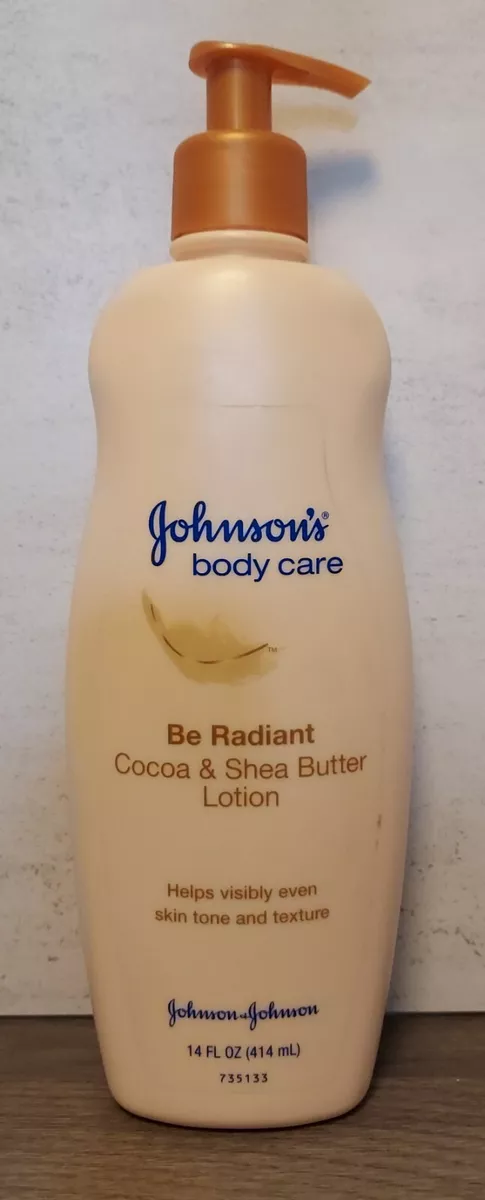 Johnson's®
body care
™
Be Radiant
Cocoa & Shea Butter
Lotion
Helps visibly even
skin tone and texture
Johnson & Johnson
14 FL OZ (414 mL)
735133